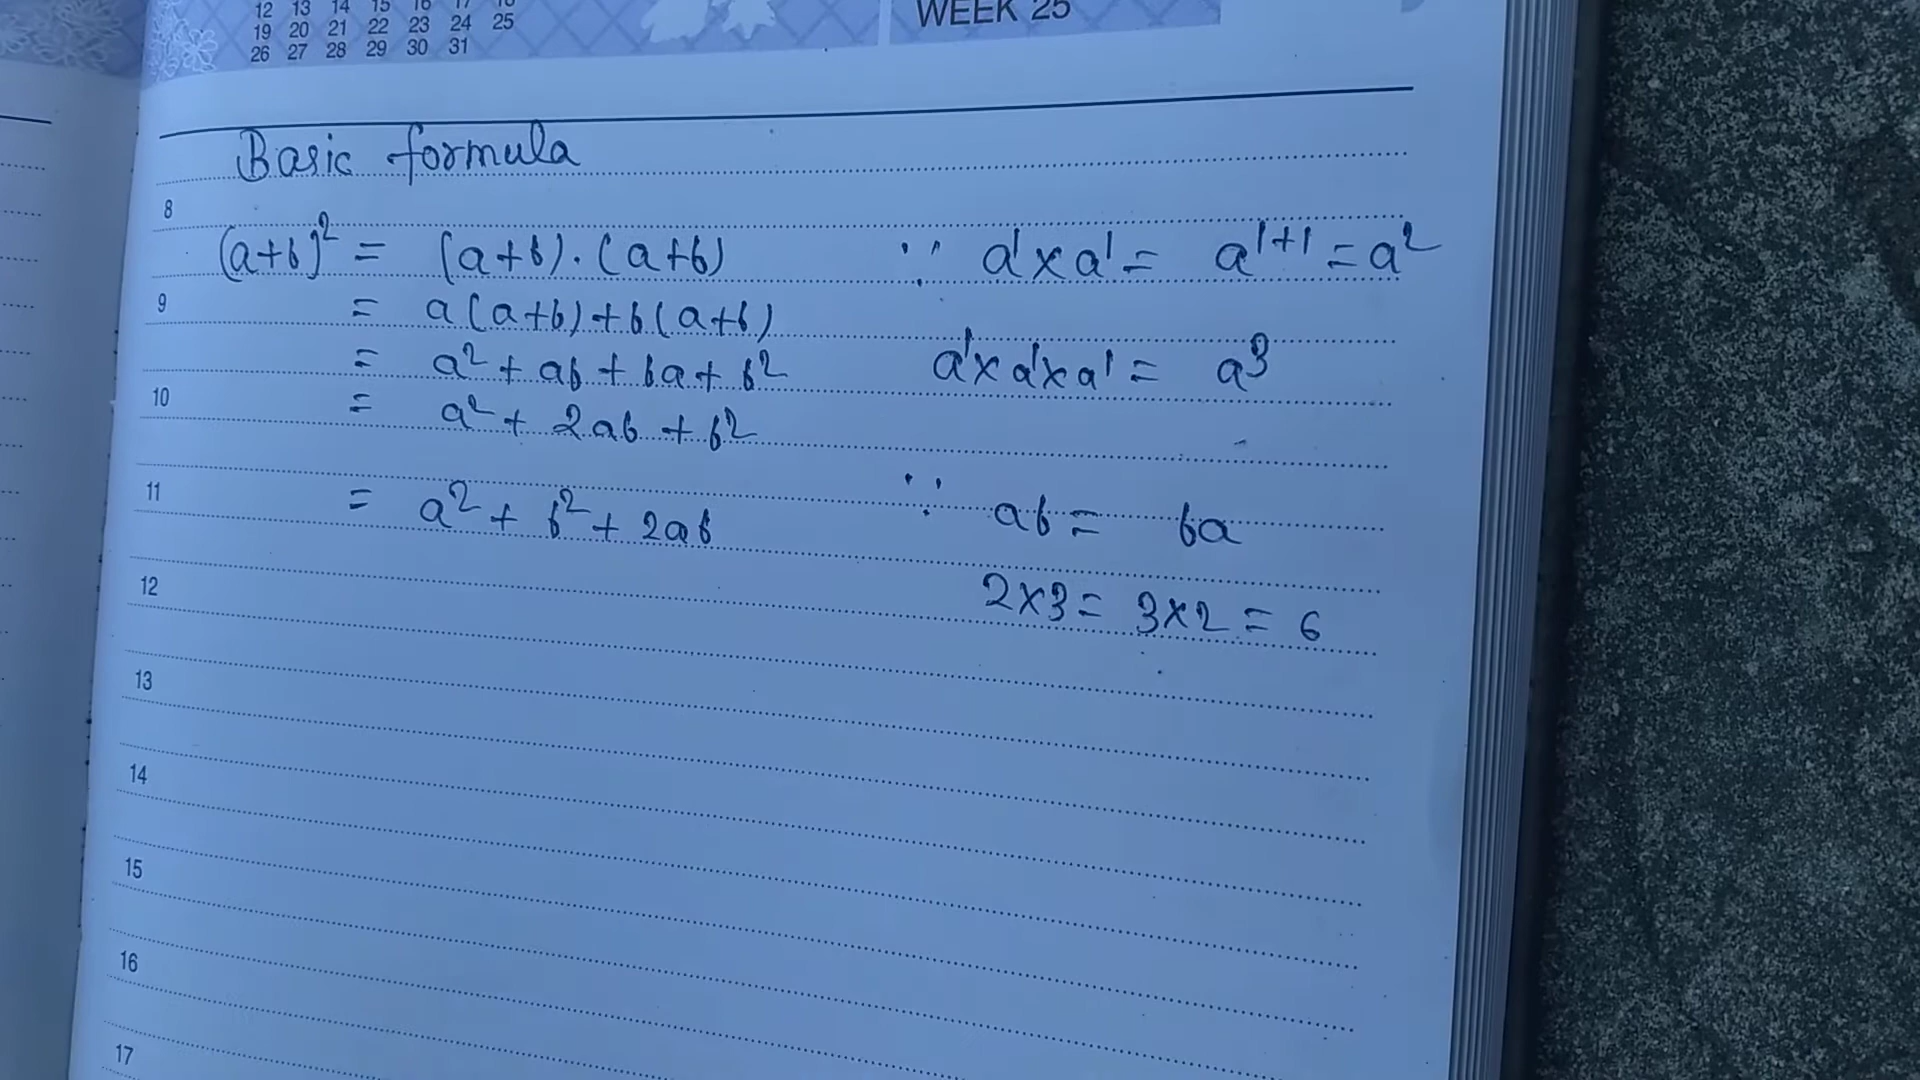 12 13 14 15 16 17
19 20 21 22 23 24 25
26 27 28 29 30 31
WEEK 25
Basic formula
8
(a+b)² = (a+b).(a+b) ∵ a¹×a¹ = a¹⁺¹ = a²
9
= a(a+b)+b(a+b)
= a² + ab + ba + b² a¹×a¹×a¹ = a³
10
= a² + 2ab + b²
11
= a² + b² + 2ab ∵ ab = ba
12
2×3 = 3×2 = 6
13
14
15
16
17